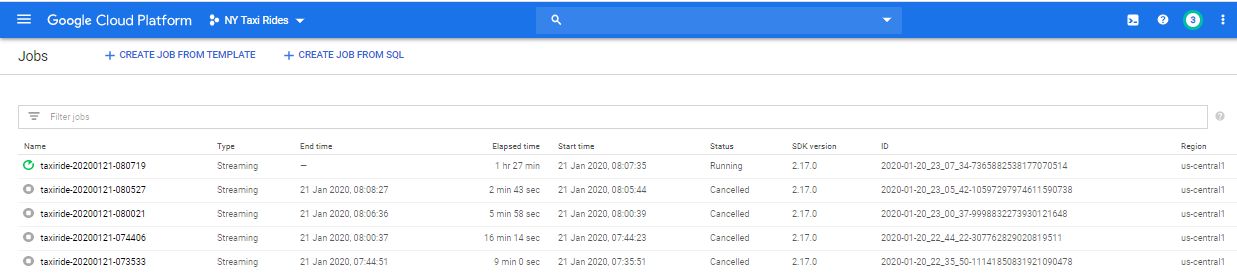 Google Cloud Platform NY Taxi Rides 3
Jobs CREATE JOB FROM TEMPLATE CREATE JOB FROM SQL
Filter jobs
Name Type End time Elapsed time Start time Status SDK version ID Region
taxiride-20200121-080719 Streaming — 1 hr 27 min 21 Jan 2020, 08:07:35 Running 2.17.0 2020-01-20_23_07_34-7365882538177070514 us-central1
taxiride-20200121-080527 Streaming 21 Jan 2020, 08:08:27 2 min 43 sec 21 Jan 2020, 08:05:44 Cancelled 2.17.0 2020-01-20_23_05_42-10597297974611590738 us-central1
taxiride-20200121-080021 Streaming 21 Jan 2020, 08:06:36 5 min 58 sec 21 Jan 2020, 08:00:39 Cancelled 2.17.0 2020-01-20_23_00_37-9998832273930121648 us-central1
taxiride-20200121-074406 Streaming 21 Jan 2020, 08:00:37 16 min 14 sec 21 Jan 2020, 07:44:23 Cancelled 2.17.0 2020-01-20_22_44_22-307762829020819511 us-central1
taxiride-20200121-073533 Streaming 21 Jan 2020, 07:44:51 9 min 0 sec 21 Jan 2020, 07:35:51 Cancelled 2.17.0 2020-01-20_22_35_50-11141850831921090478 us-central1